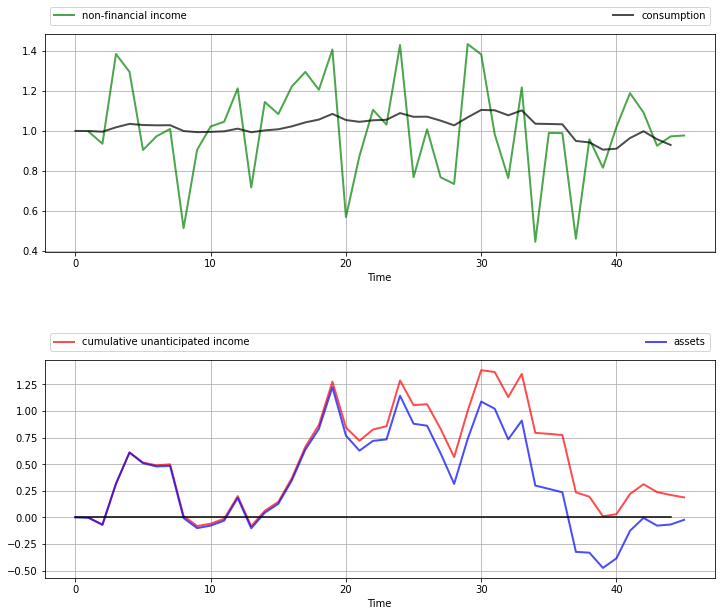 non-financial income consumption
1.4
1.2
1.0
0.8
0.6
0.4
0 10 20 30 40
Time
cumulative unanticipated income assets
1.25
1.00
0.75
0.50
0.25
0.00
−0.25
−0.50
0 10 20 30 40
Time